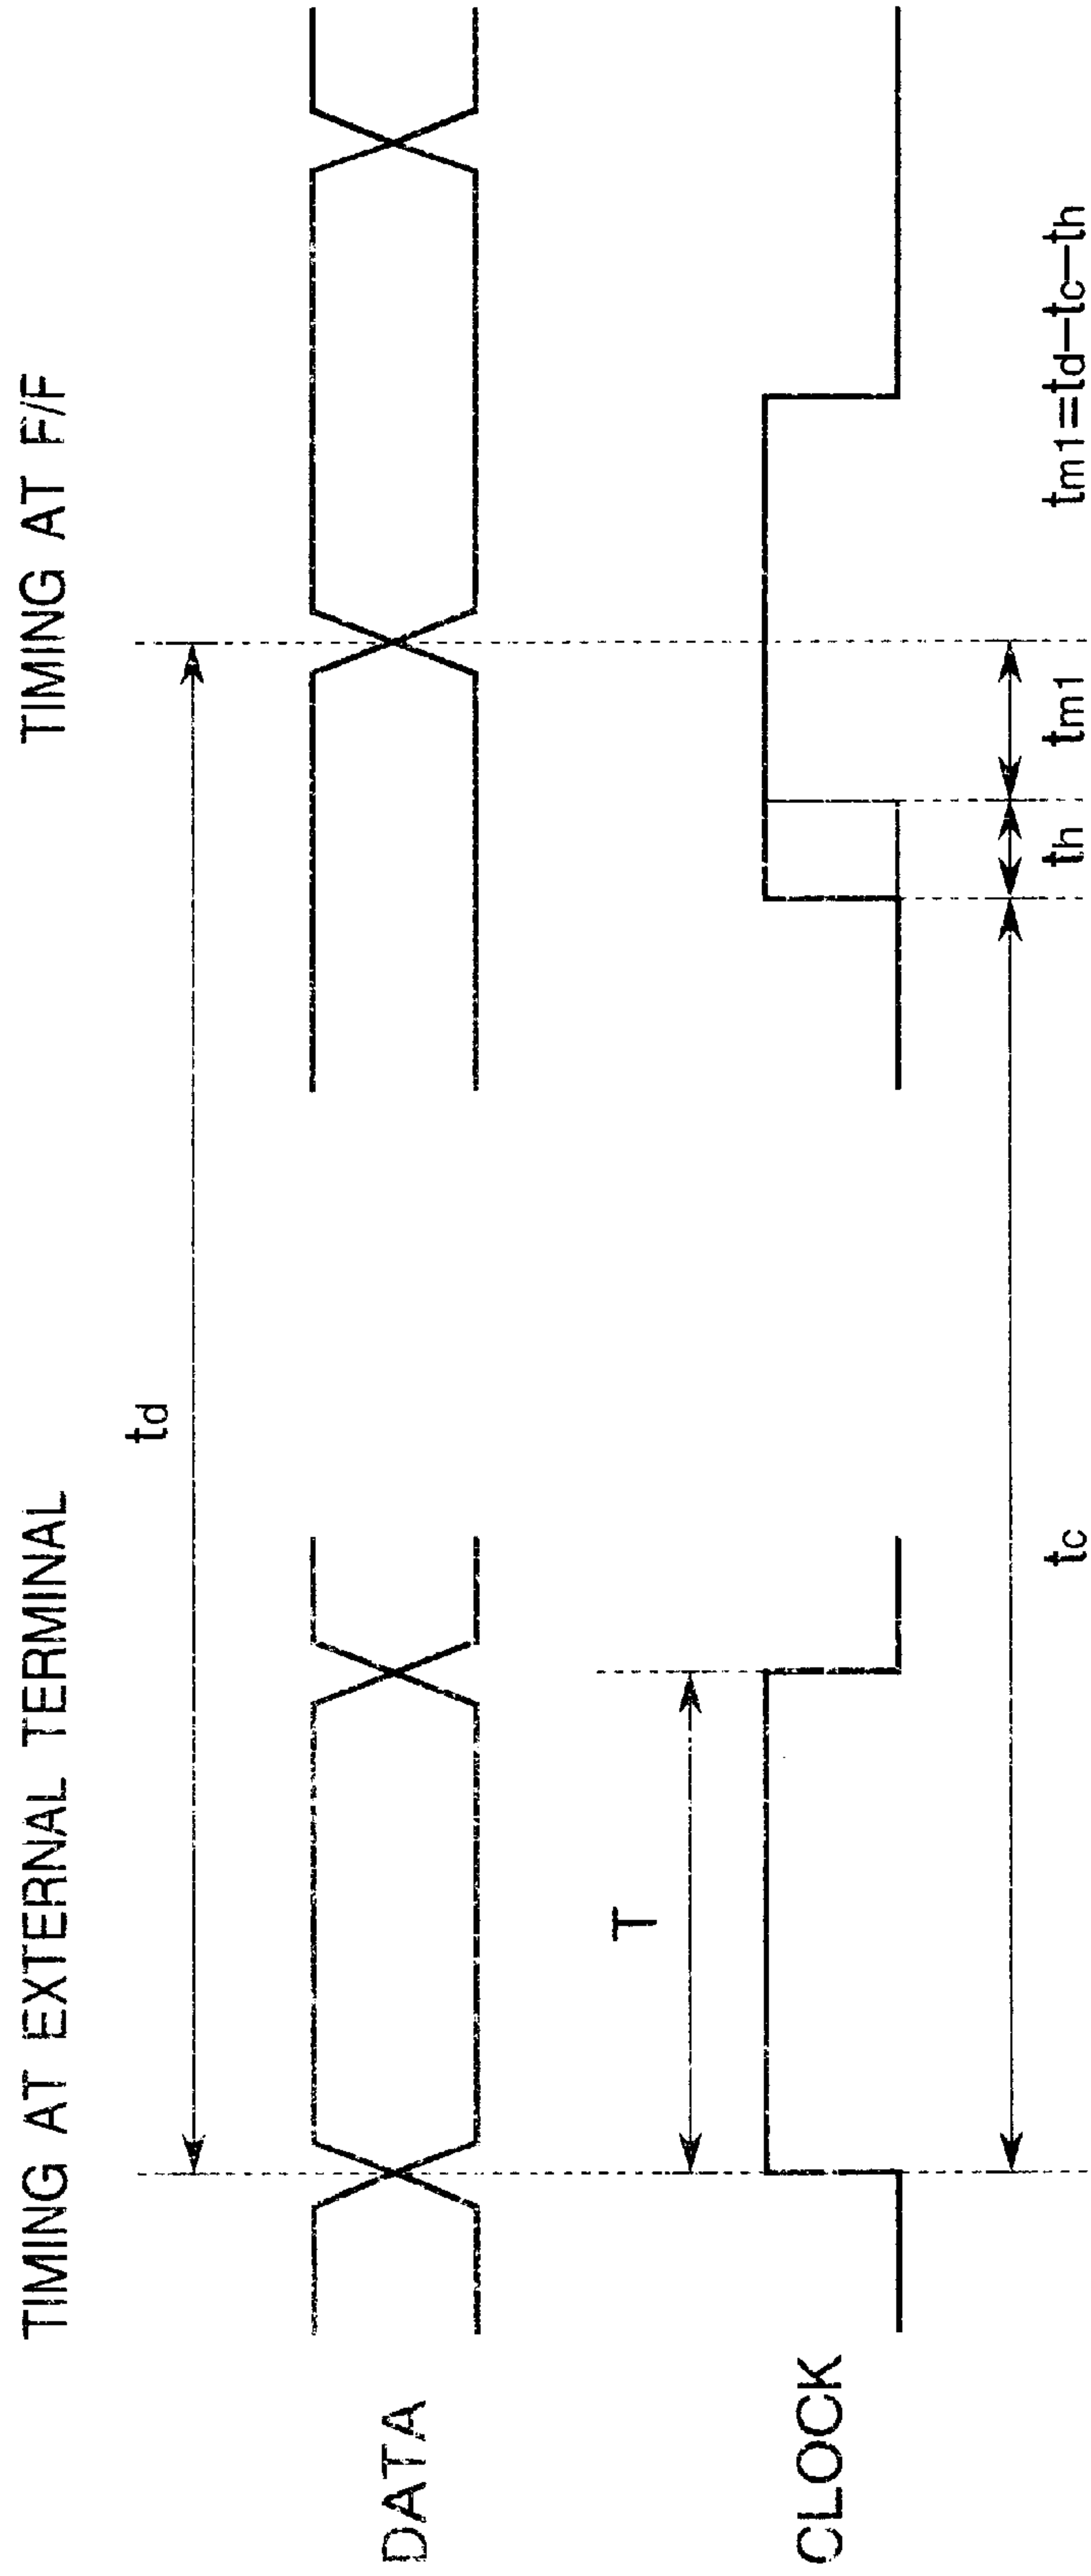 TIMING AT EXTERNAL TERMINAL
TIMING AT F/F
td
DATA
T
CLOCK
tc
th
tm1
tm1=td−tc−th